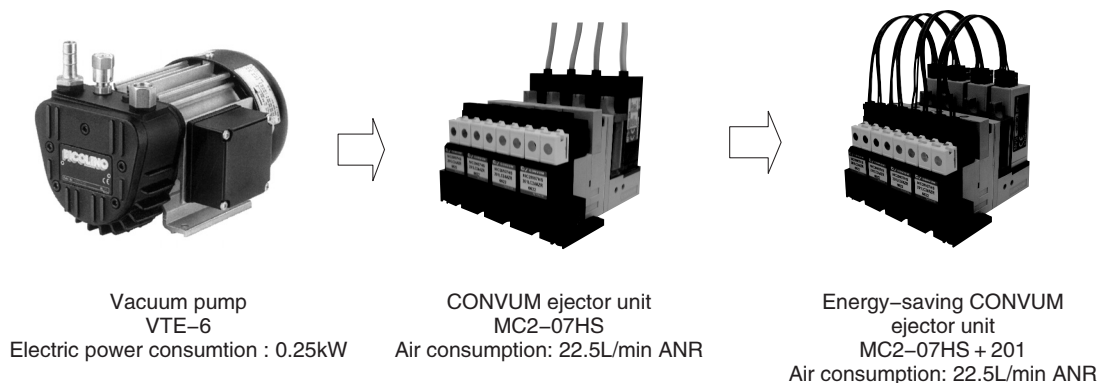 PICOLINO
Vacuum pump
VTE−6
Electric power consumtion : 0.25kW
CONVUM ejector unit
MC2−07HS
Air consumption: 22.5L/min ANR
Energy−saving CONVUM
ejector unit
MC2−07HS + 201
Air consumption: 22.5L/min ANR